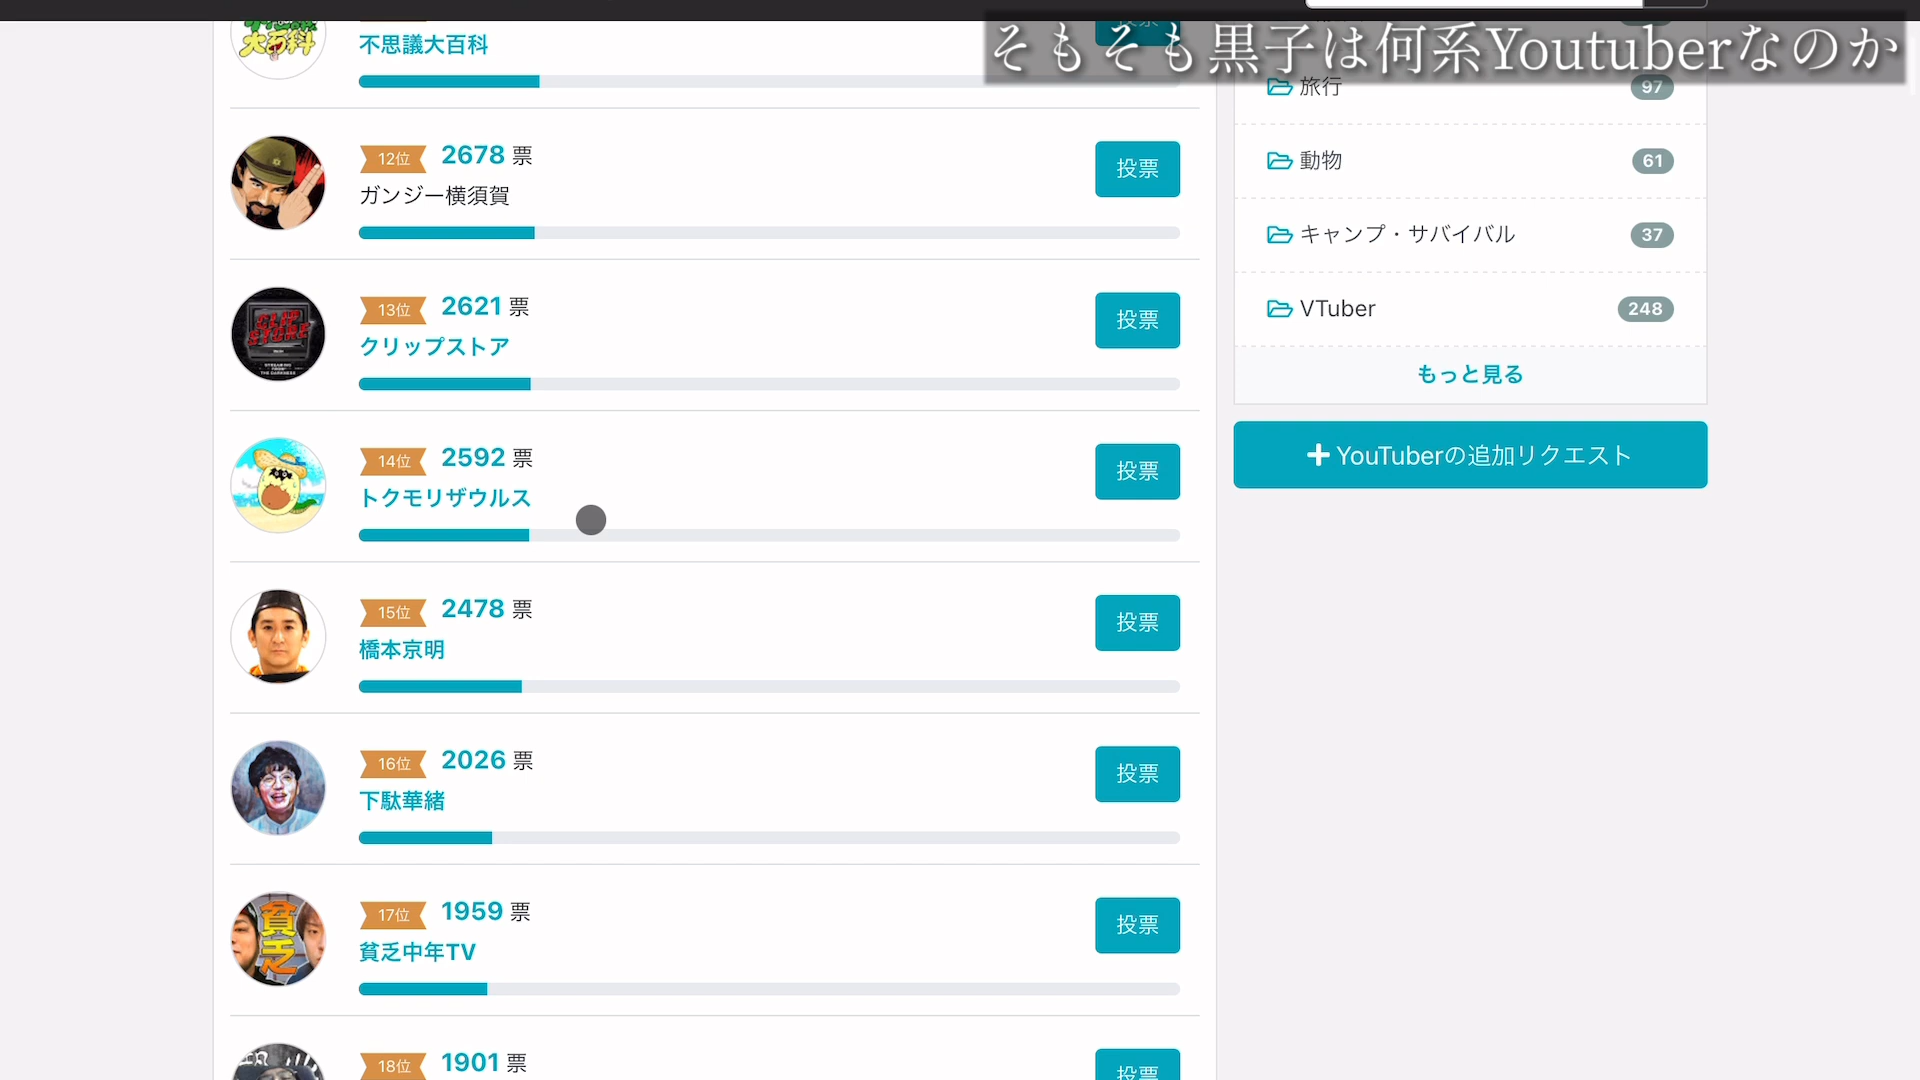 そもそも黒子は何系Youtuberなのか
不思議大百科
12位 2678 票
ガンジー横須賀
投票
13位 2621 票
クリップストア
投票
14位 2592 票
トクモリザウルス
投票
15位 2478 票
橋本京明
投票
16位 2026 票
下駄華緒
投票
17位 1959 票
貧乏中年TV
投票
18位 1901 票
投票
旅行 97
動物 61
キャンプ・サバイバル 37
VTuber 248
もっと見る
YouTuberの追加リクエスト
大百科
貧乏